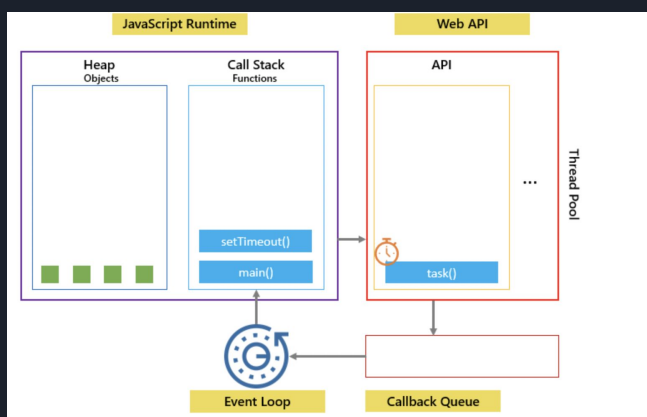 JavaScript Runtime
Web API
Heap
Objects
Call Stack
Functions
API
setTimeout()
main()
task()
...
Thread Pool
Event Loop
Callback Queue